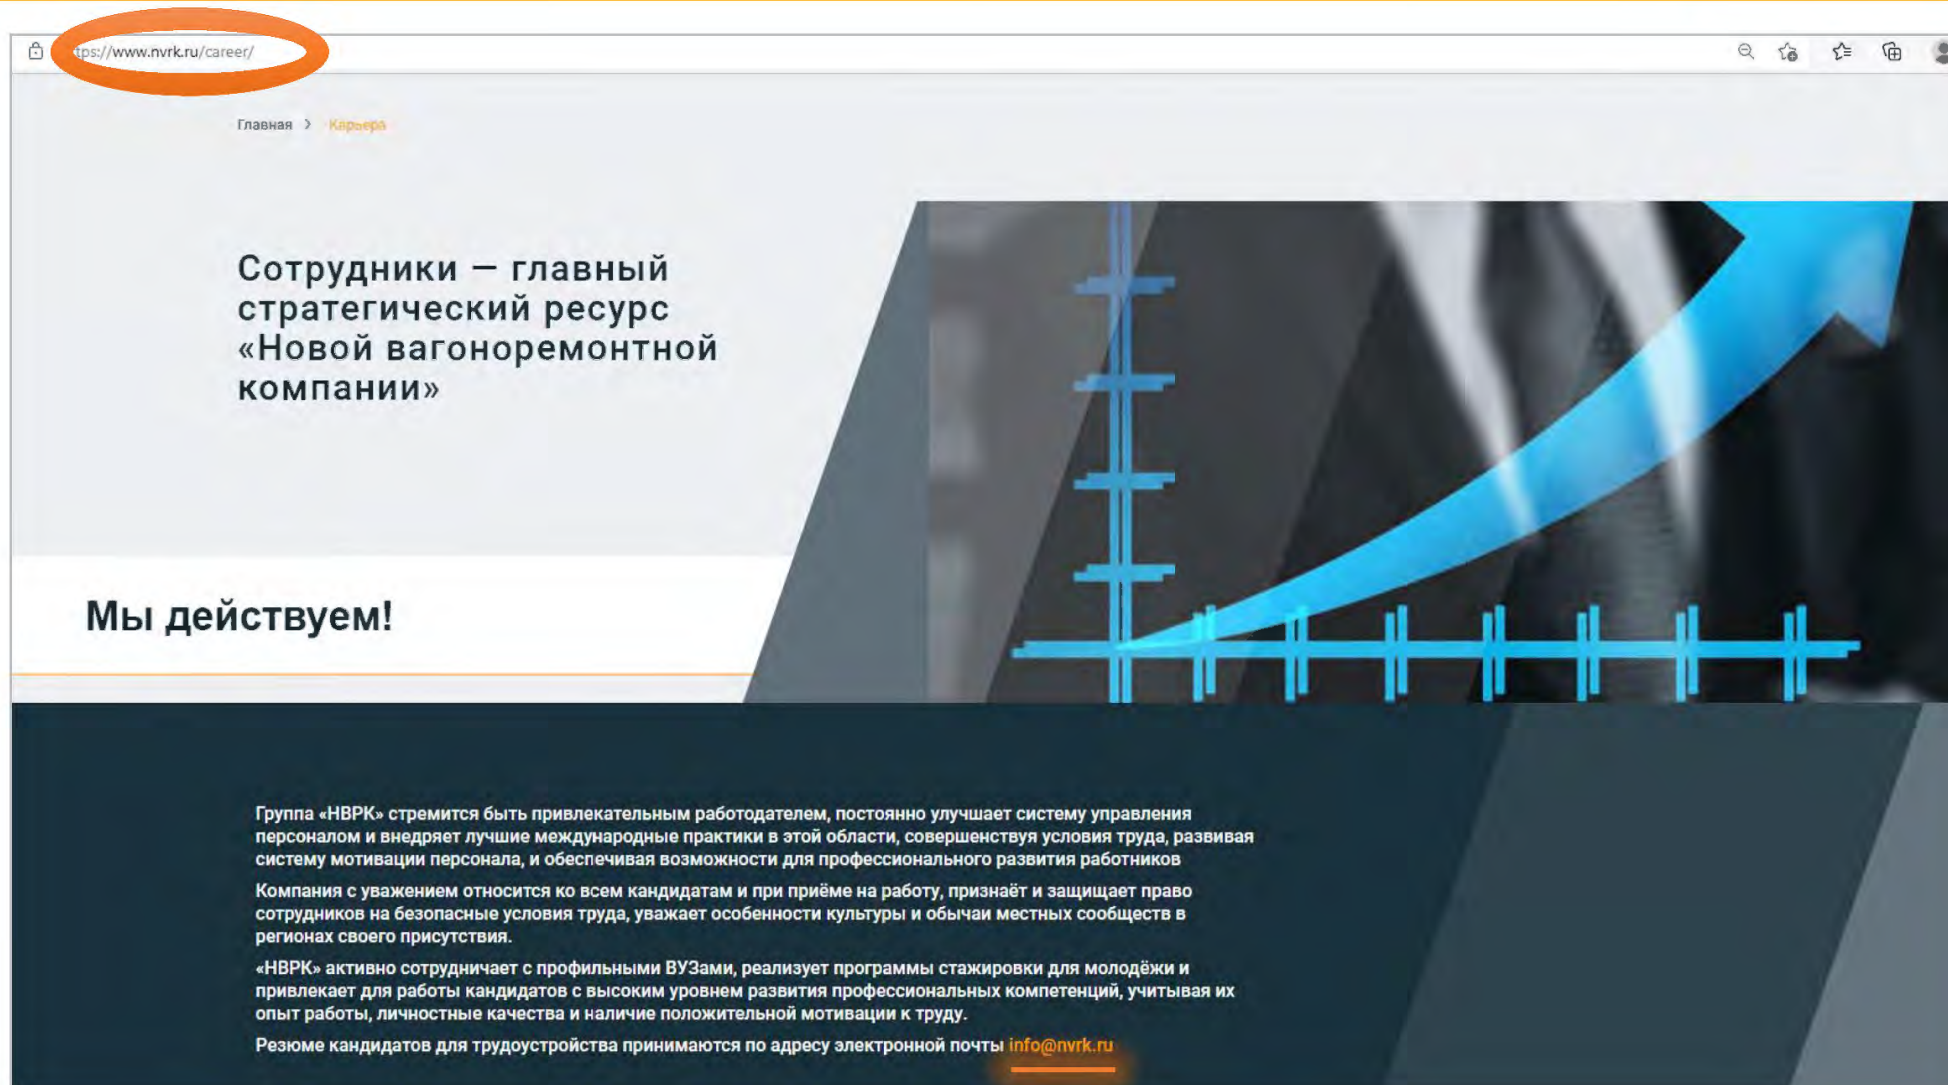 tps://www.nvrk.ru/career/
Главная > Карьера
Сотрудники — главный
стратегический ресурс
«Новой вагоноремонтной
компании»
Мы действуем!
Группа «НВРК» стремится быть привлекательным работодателем, постоянно улучшает систему управления
персоналом и внедряет лучшие международные практики в этой области, совершенствуя условия труда, развивая
систему мотивации персонала, и обеспечивая возможности для профессионального развития работников
Компания с уважением относится ко всем кандидатам и при приёме на работу, признаёт и защищает право
сотрудников на безопасные условия труда, уважает особенности культуры и обычаи местных сообществ в
регионах своего присутствия.
«НВРК» активно сотрудничает с профильными ВУЗами, реализует программы стажировки для молодёжи и
привлекает для работы кандидатов с высоким уровнем развития профессиональных компетенций, учитывая их
опыт работы, личностные качества и наличие положительной мотивации к труду.
Резюме кандидатов для трудоустройства принимаются по адресу электронной почты info@nvrk.ru